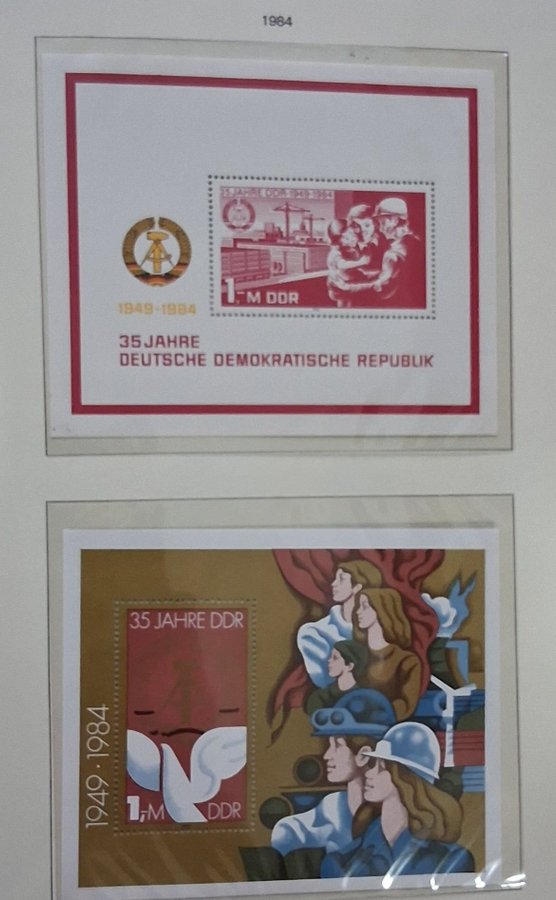 1984
35 JAHRE DDR · 1949-1984
1,-M DDR
1949-1984
35 JAHRE
DEUTSCHE DEMOKRATISCHE REPUBLIK
35 JAHRE DDR
1949 · 1984
1,-M DDR